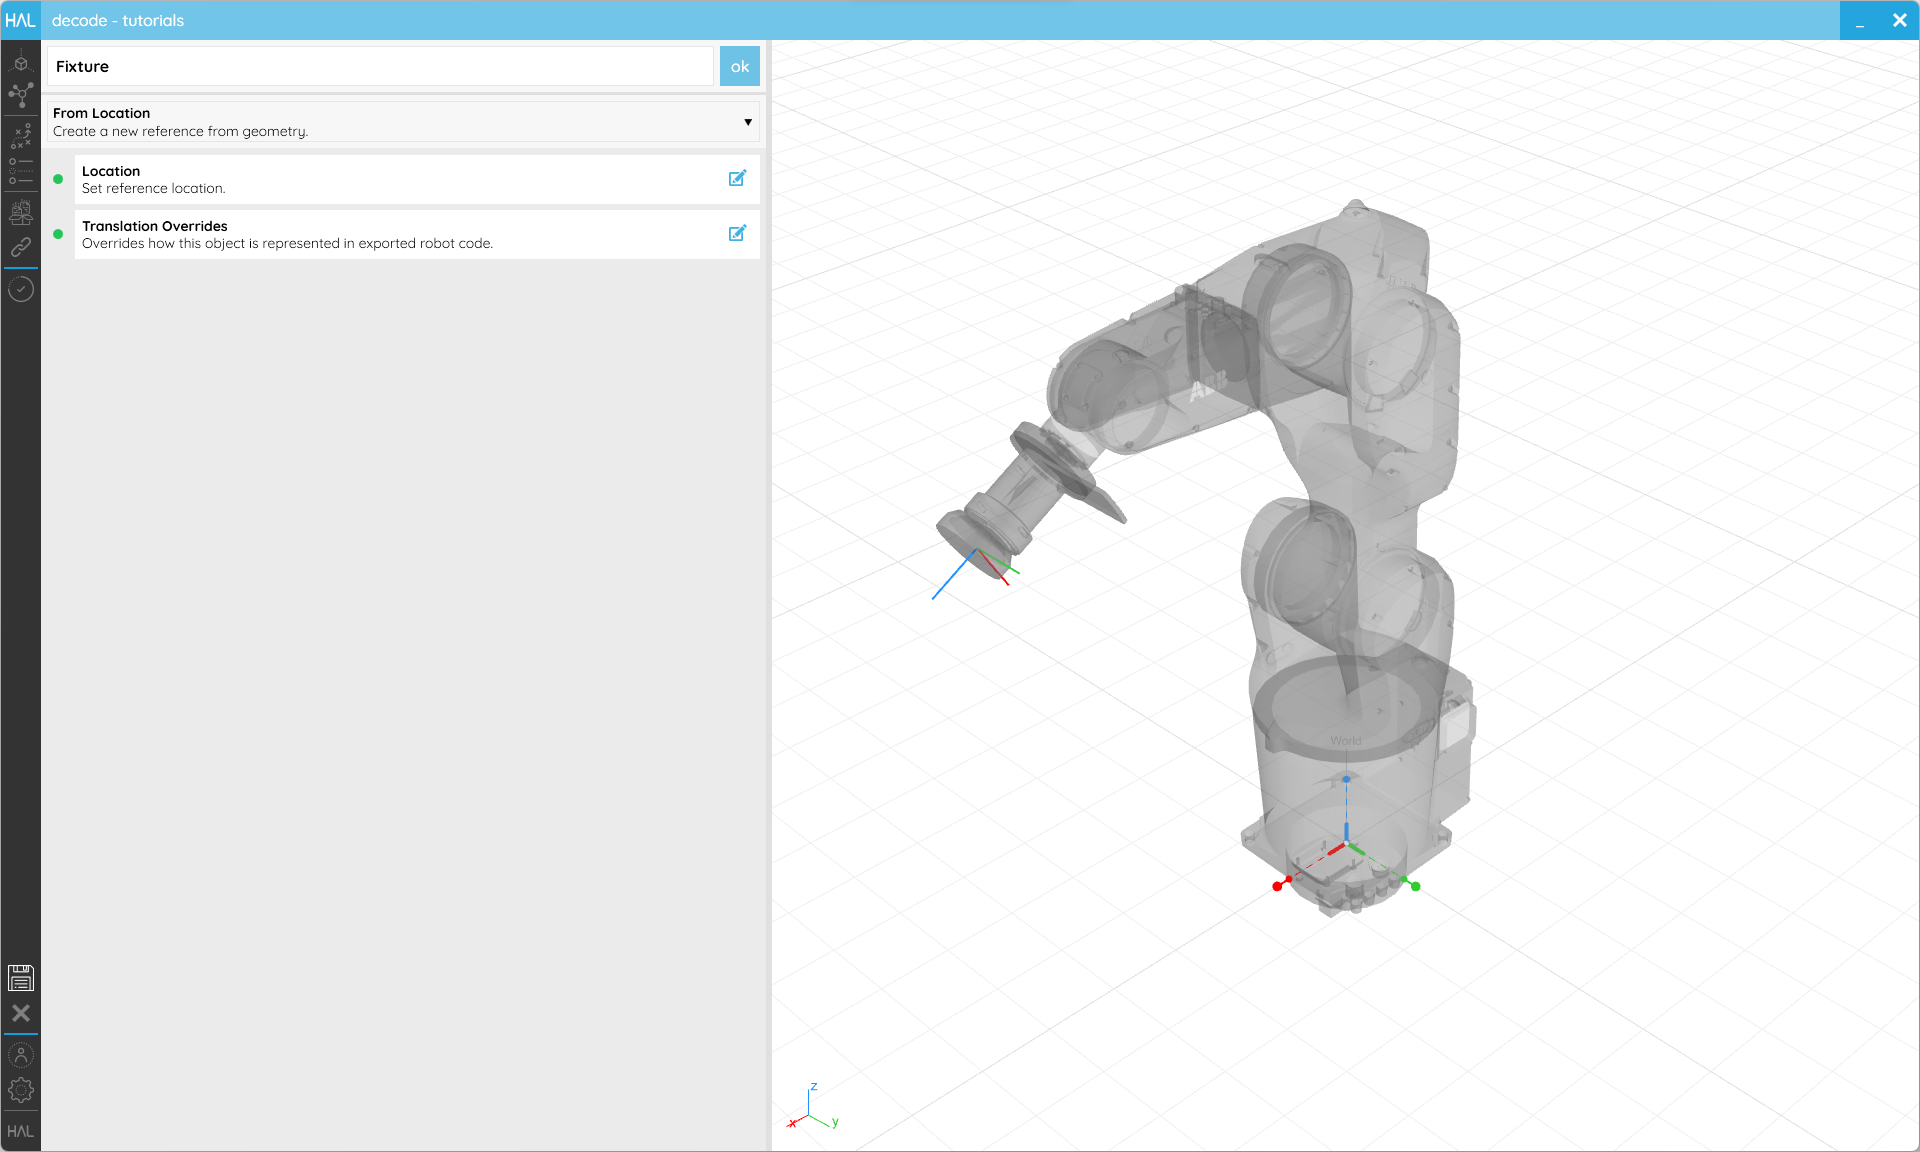 HAL decode - tutorials
Fixture
ok
From Location
Create a new reference from geometry.
Location
Set reference location.
Translation Overrides
Overrides how this object is represented in exported robot code.
ABB
World
z
x
y
HAL